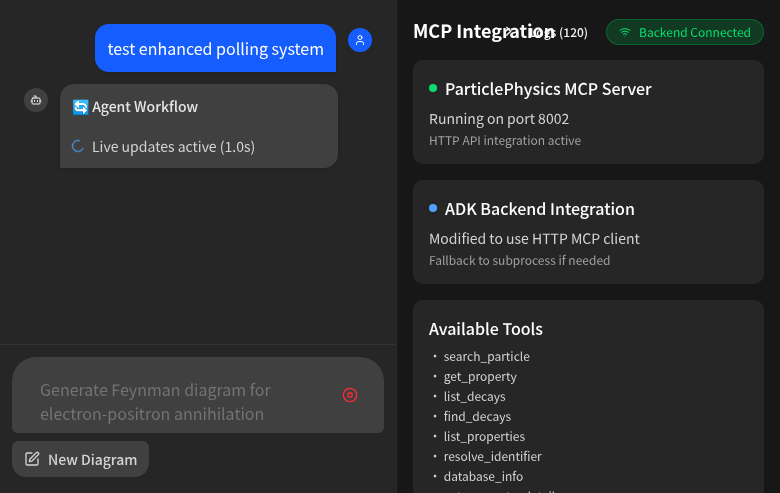 test enhanced polling system
Agent Workflow
Live updates active (1.0s)
Generate Feynman diagram for
electron-positron annihilation
New Diagram
MCP Integration
(120)
Backend Connected
ParticlePhysics MCP Server
Running on port 8002
HTTP API integration active
ADK Backend Integration
Modified to use HTTP MCP client
Fallback to subprocess if needed
Available Tools
• search_particle
• get_property
• list_decays
• find_decays
• list_properties
• resolve_identifier
• database_info